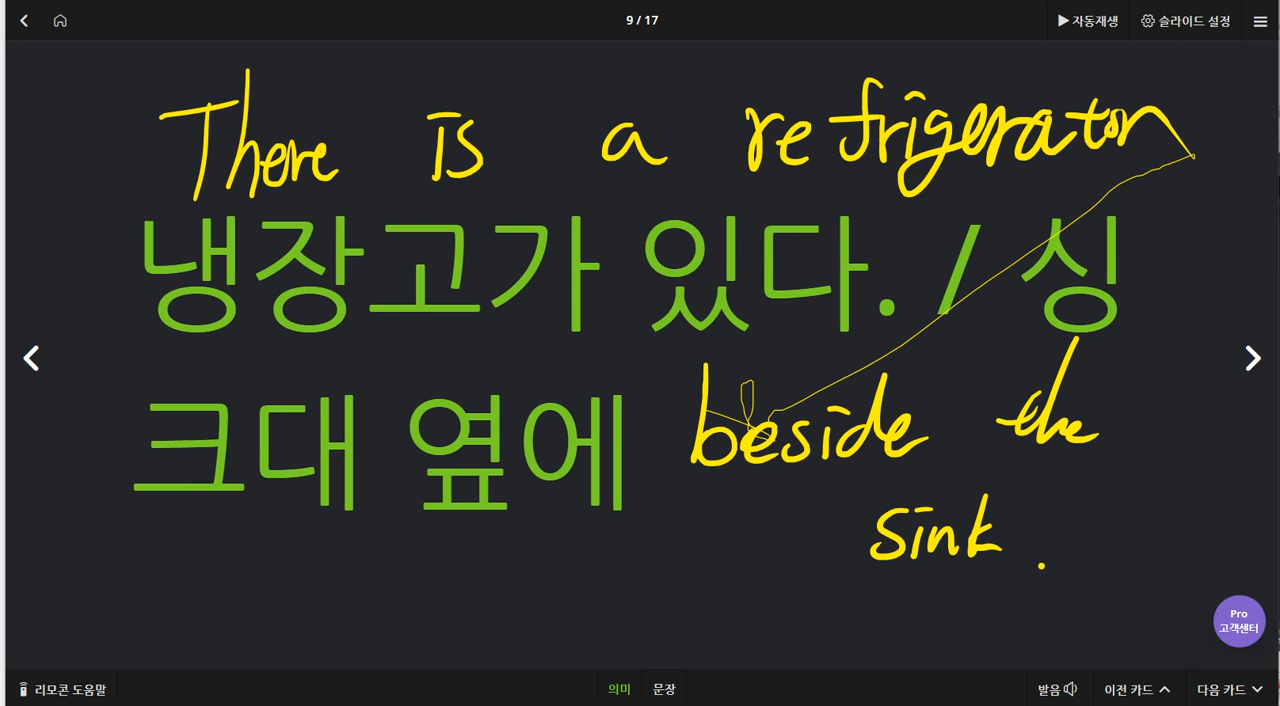 9 / 17
▶ 자동재생
슬라이드 설정
There is a refrigerator
냉장고가 있다. / 싱
크대 옆에
beside the
sink.
Pro
고객센터
리모콘 도움말
의미
문장
발음
이전 카드
다음 카드